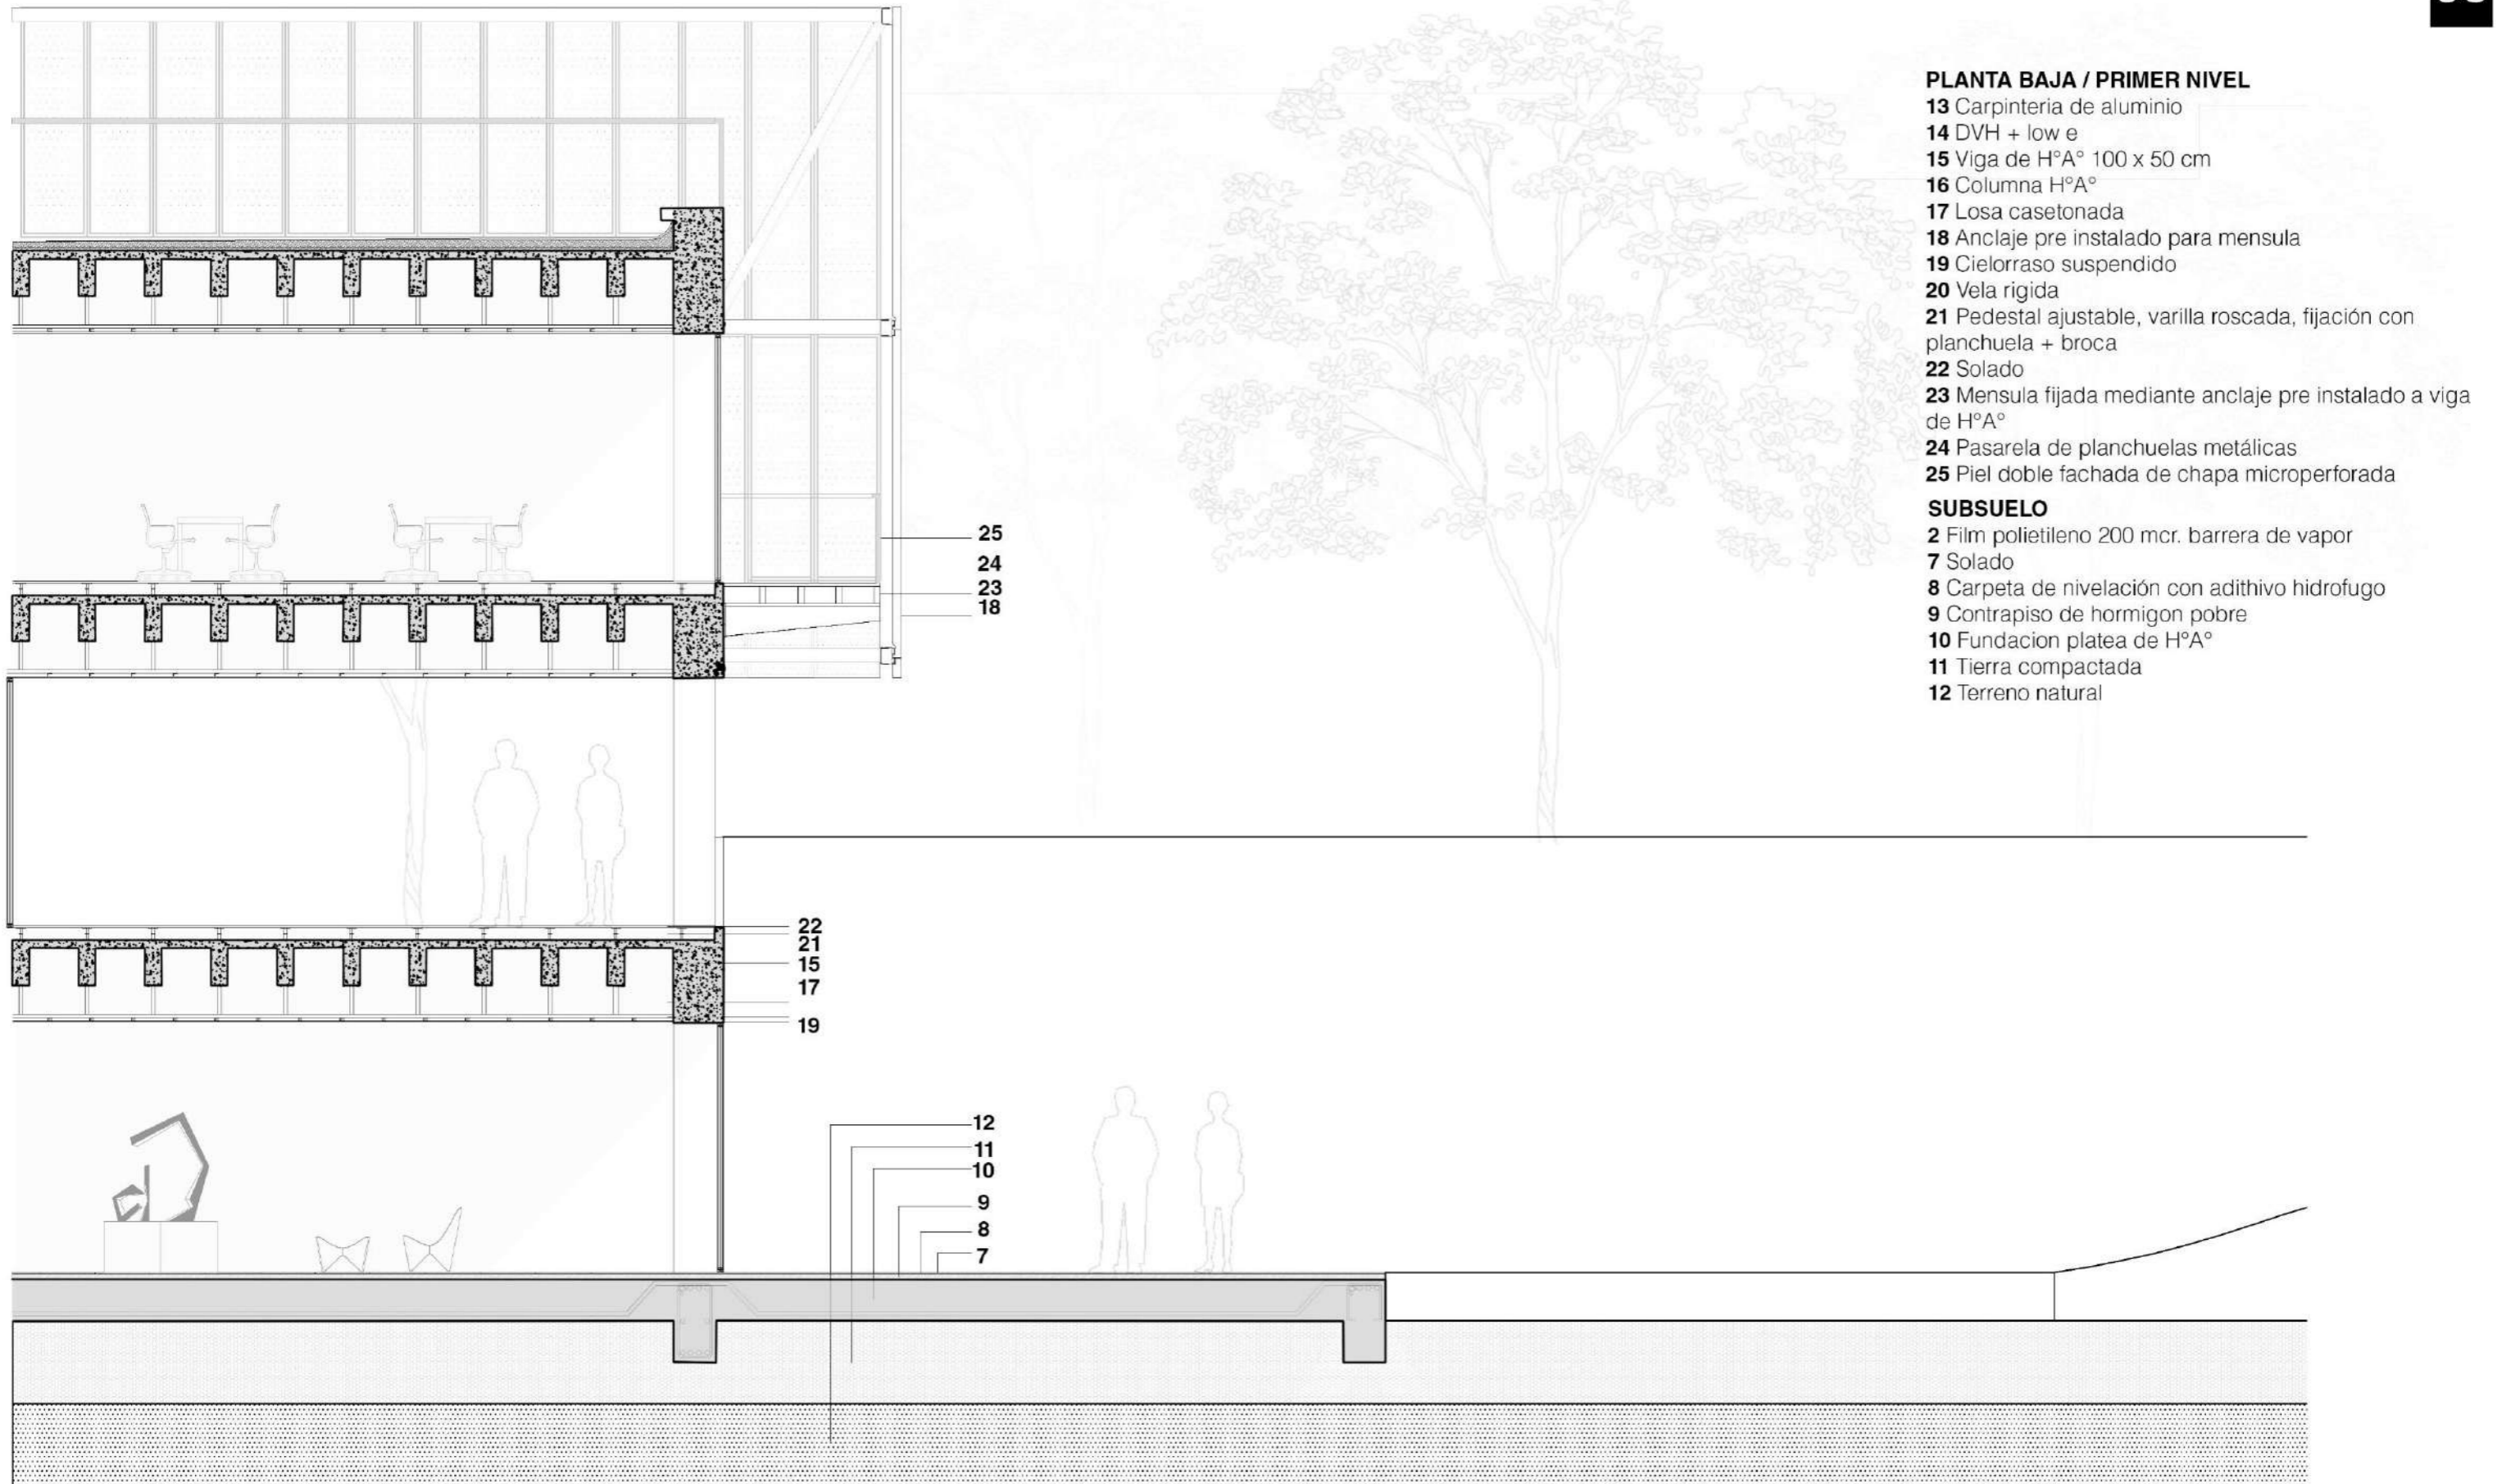 PLANTA BAJA / PRIMER NIVEL
13 Carpinteria de aluminio
14 DVH + low e
15 Viga de H°A° 100 x 50 cm
16 Columna H°A°
17 Losa casetonada
18 Anclaje pre instalado para mensula
19 Cielorraso suspendido
20 Vela rigida
21 Pedestal ajustable, varilla roscada, fijación con
planchuela + broca
22 Solado
23 Mensula fijada mediante anclaje pre instalado a viga
de H°A°
24 Pasarela de planchuelas metálicas
25 Piel doble fachada de chapa microperforada
SUBSUELO
2 Film polietileno 200 mcr. barrera de vapor
7 Solado
8 Carpeta de nivelación con adithivo hidrofugo
9 Contrapiso de hormigon pobre
10 Fundacion platea de H°A°
11 Tierra compactada
12 Terreno natural
25
24
23
18
22
21
15
17
19
12
11
10
9
8
7